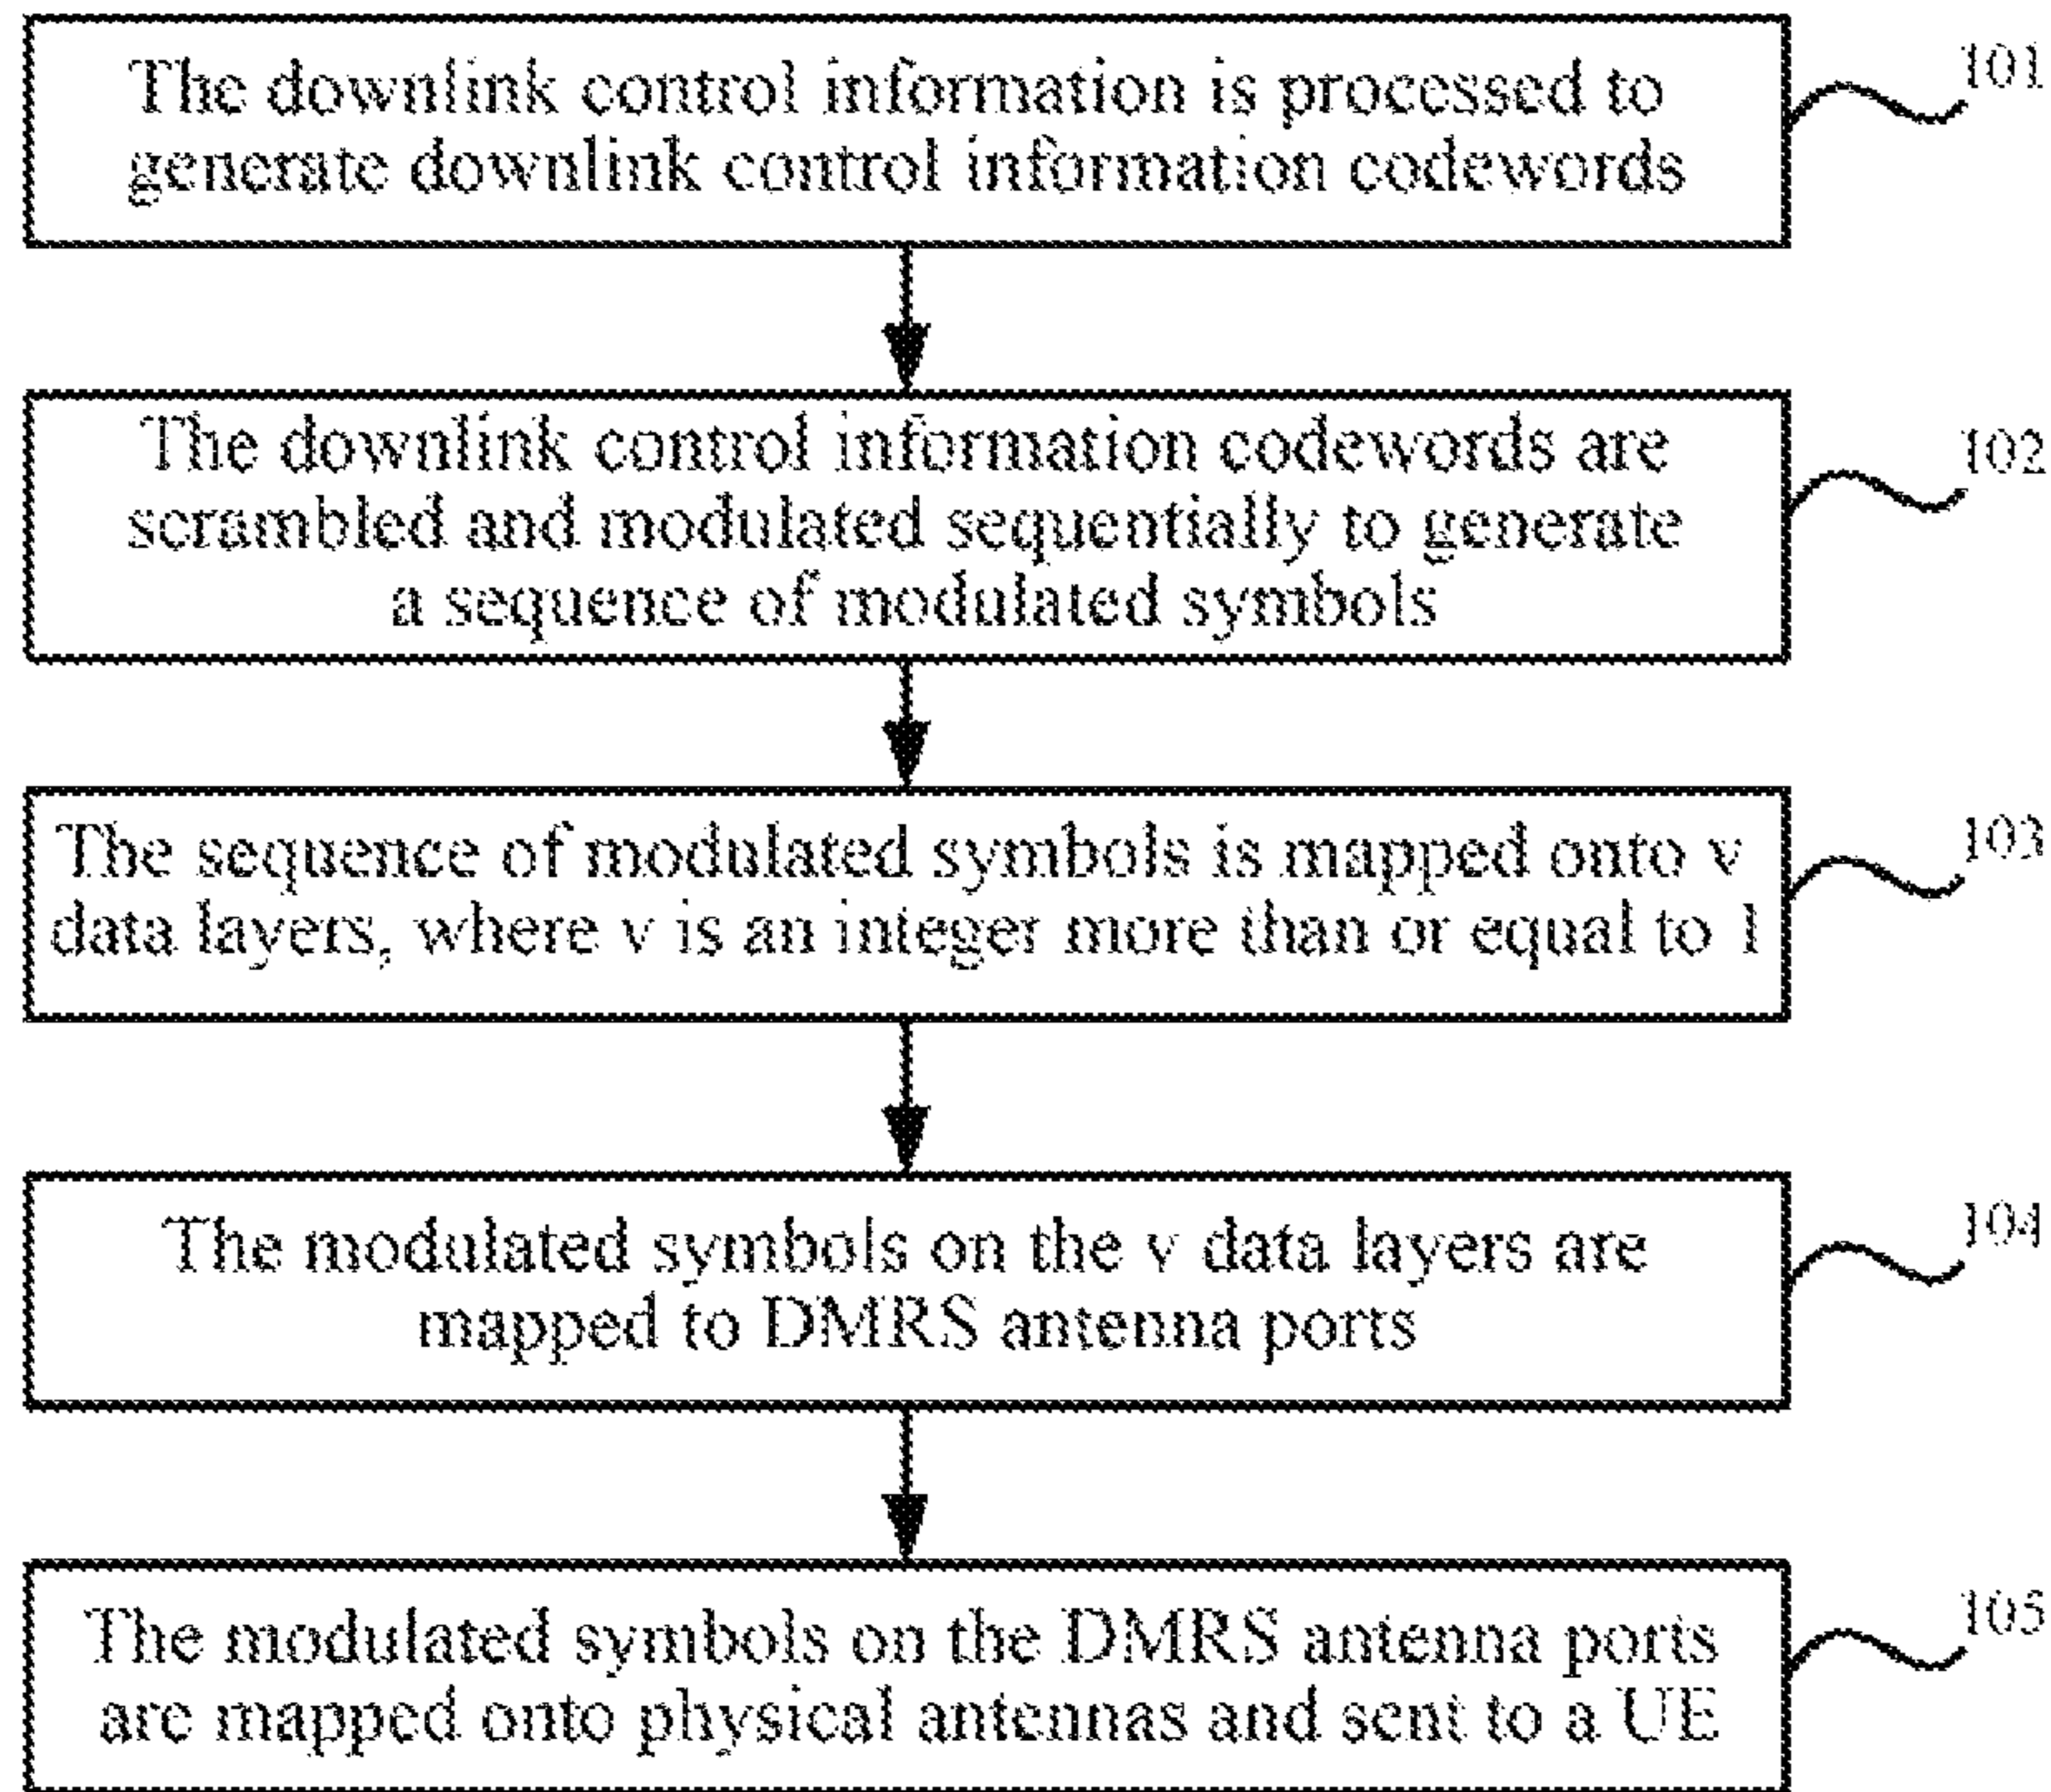 The downlink control information is processed to
generate downlink control information codewords
101
The downlink control information codewords are
scrambled and modulated sequentially to generate
a sequence of modulated symbols
102
The sequence of modulated symbols is mapped onto v
data layers, where v is an integer more than or equal to 1
103
The modulated symbols on the v data layers are
mapped to DMRS antenna ports
104
The modulated symbols on the DMRS antenna ports
are mapped onto physical antennas and sent to a UE
105